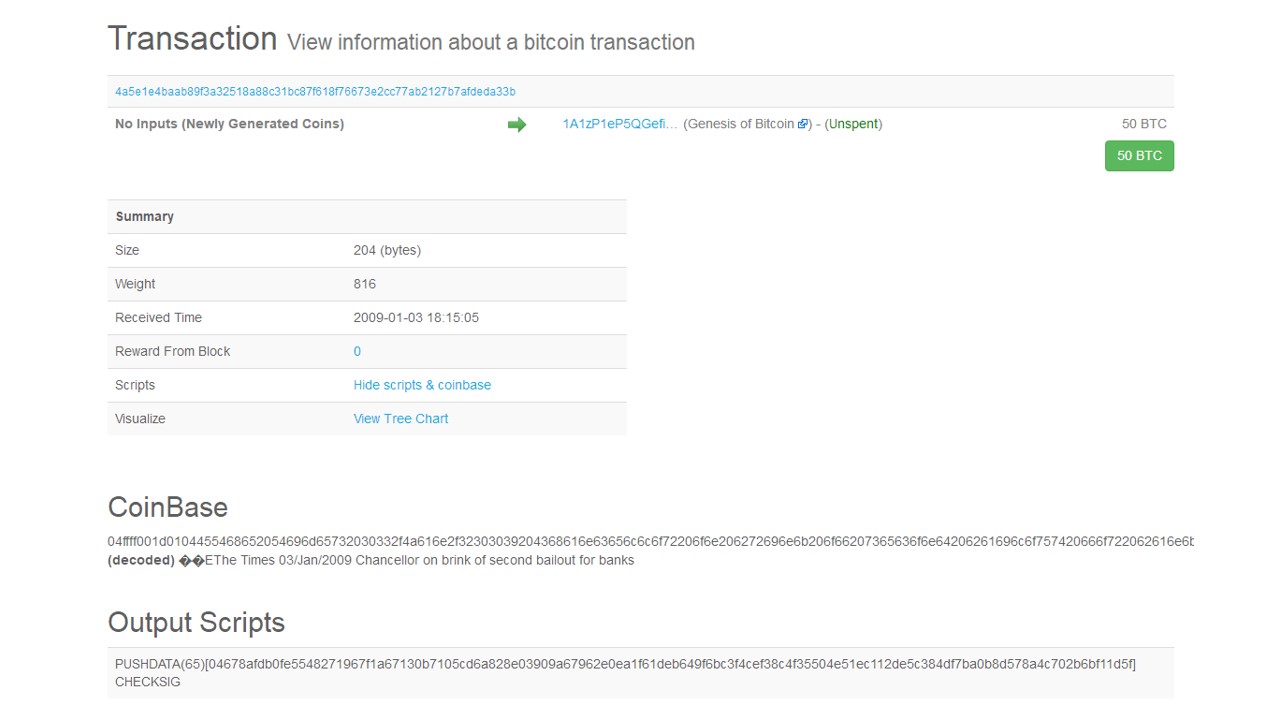 Transaction View information about a bitcoin transaction
4a5e1e4baab89f3a32518a88c31bc87f618f76673e2cc77ab2127b7afdeda33b
No Inputs (Newly Generated Coins) 1A1zP1eP5QGefi... (Genesis of Bitcoin) - (Unspent) 50 BTC
50 BTC
Summary
Size 204 (bytes)
Weight 816
Received Time 2009-01-03 18:15:05
Reward From Block 0
Scripts Hide scripts & coinbase
Visualize View Tree Chart
CoinBase
04ffff001d0104455468652054696d65732030332f4a616e2f32303039204368616e63656c6c6f72206f6e206272696e6b206f66207365636f6e64206261696c6f757420666f722062616e6b
(decoded) ��EThe Times 03/Jan/2009 Chancellor on brink of second bailout for banks
Output Scripts
PUSHDATA(65)[04678afdb0fe5548271967f1a67130b7105cd6a828e03909a67962e0ea1f61deb649f6bc3f4cef38c4f35504e51ec112de5c384df7ba0b8d578a4c702b6bf11d5f]
CHECKSIG